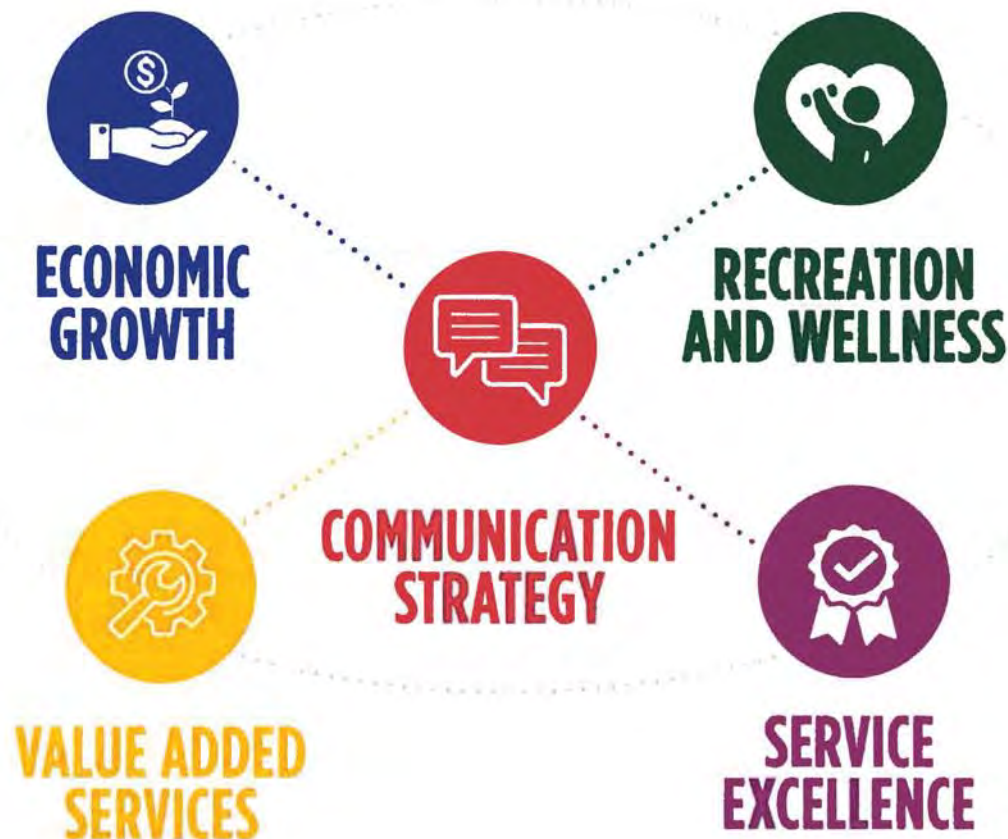 $
ECONOMIC
GROWTH
RECREATION
AND WELLNESS
COMMUNICATION
STRATEGY
VALUE ADDED
SERVICES
SERVICE
EXCELLENCE